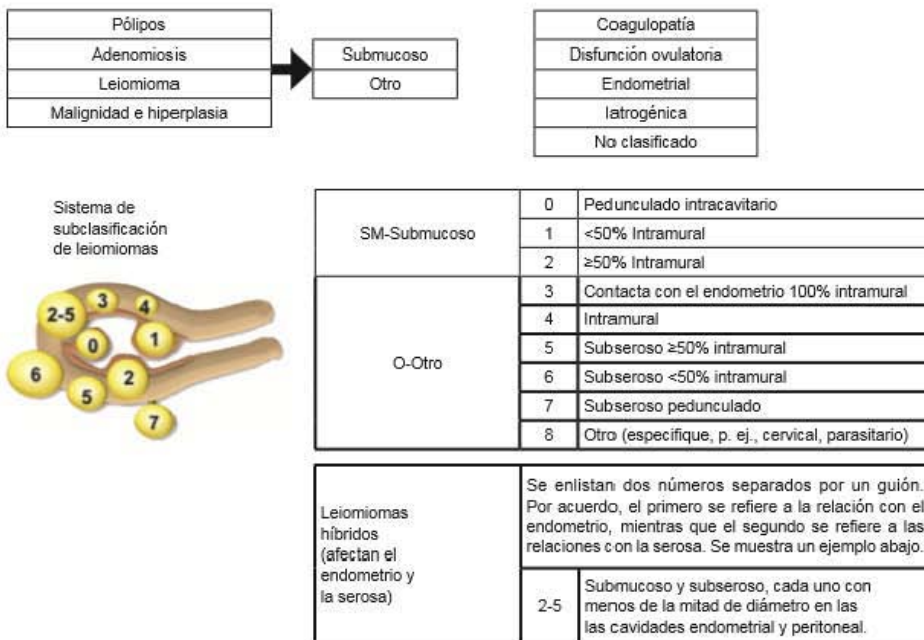 Pólipos
Adenomiosis
Leiomioma
Malignidad e hiperplasia
Submucoso
Otro
Coagulopatía
Disfunción ovulatoria
Endometrial
Iatrogénica
No clasificado
Sistema de
subclasificación
de leiomiomas
3
4
2-5
0
1
6
2
5
7
SM-Submucoso
0 Pedunculado intracavitario
1 <50% Intramural
2 ≥50% Intramural
O-Otro
3 Contacta con el endometrio 100% intramural
4 Intramural
5 Subseroso ≥50% intramural
6 Subseroso <50% intramural
7 Subseroso pedunculado
8 Otro (especifique, p. ej., cervical, parasitario)
Leiomiomas
híbridos
(afectan el
endometrio y
la serosa)
Se enlistan dos números separados por un guión.
Por acuerdo, el primero se refiere a la relación con el
endometrio, mientras que el segundo se refiere a las
relaciones con la serosa. Se muestra un ejemplo abajo.
2-5
Submucoso y subseroso, cada uno con
menos de la mitad de diámetro en las
las cavidades endometrial y peritoneal.